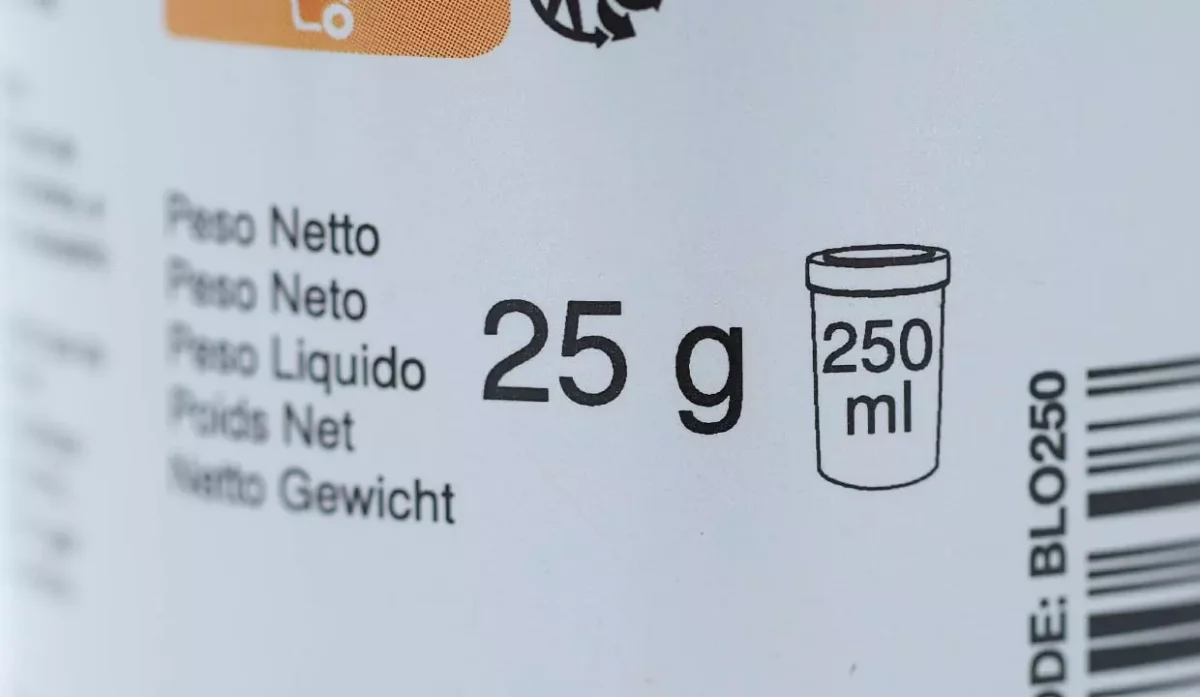 Peso Netto
Peso Neto
Peso Liquido
Poids Net
Netto Gewicht
25 g
250
ml
ODE: BLO250